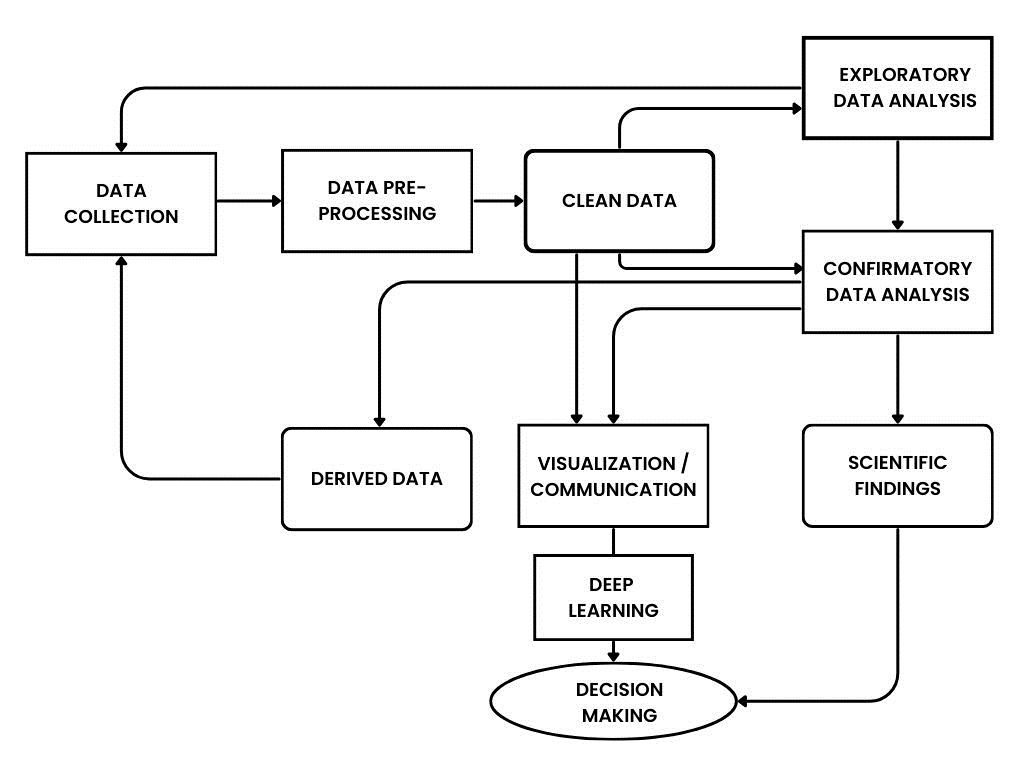 EXPLORATORY
DATA ANALYSIS
DATA
COLLECTION
DATA PRE-
PROCESSING
CLEAN DATA
CONFIRMATORY
DATA ANALYSIS
DERIVED DATA
VISUALIZATION /
COMMUNICATION
SCIENTIFIC
FINDINGS
DEEP
LEARNING
DECISION
MAKING